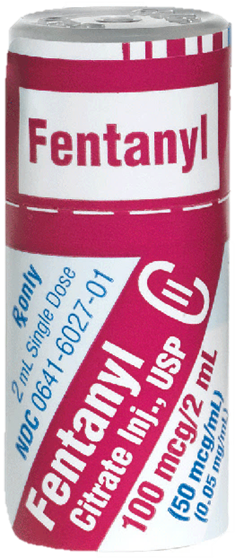 Fentanyl
℞only
2 mL Single Dose
NDC 0641-6027-01
Fentanyl
Citrate Inj., USP
CII
100 mcg/2 mL
(50 mcg/mL)
(0.05 mg/mL)